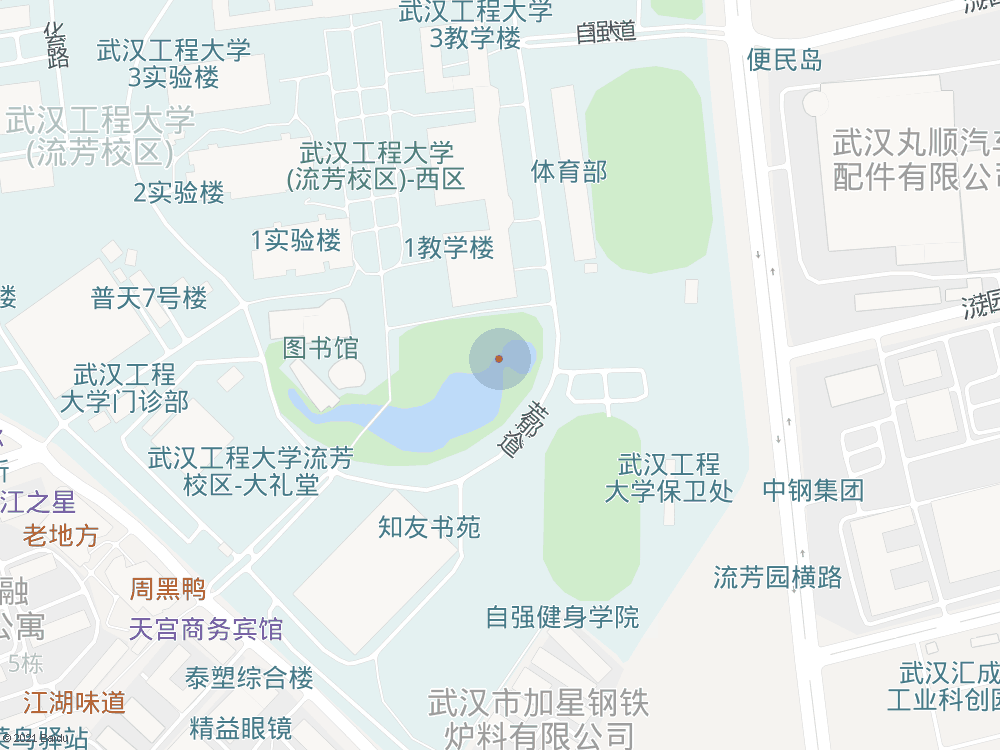 武汉工程大学
3教学楼
自强大道
流
化育路
武汉工程大学
3实验楼
便民岛
武汉工程大学
(流芳校区)
武汉丸顺汽车
配件有限公司
武汉工程大学
(流芳校区)-西区
体育部
2实验楼
1实验楼
1教学楼
楼
普天7号楼
图书馆
武汉工程
大学门诊部
武汉工程大学流芳
校区-大礼堂
武汉工程
大学保卫处
中钢集团
江之星
老地方
知友书苑
流芳园横路
融
公寓
周黑鸭
自强健身学院
天宫商务宾馆
5栋
泰塑综合楼
武汉汇成
工业科创园
江湖味道
武汉市加星钢铁
炉料有限公司
精益眼镜
菜鸟驿站
© 2021 Baidu